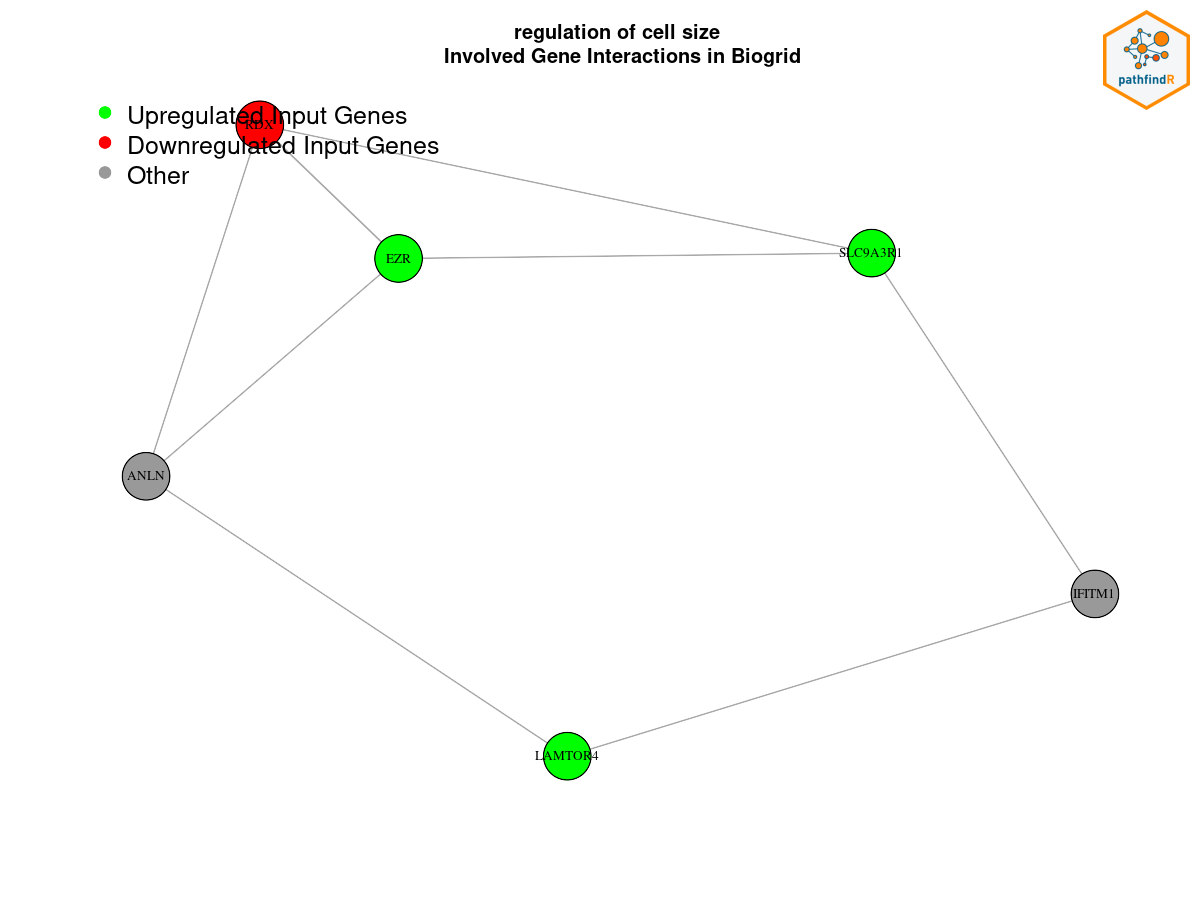 regulation of cell size
Involved Gene Interactions in Biogrid
pathfindR
Upregulated Input Genes
RDX
Downregulated Input Genes
Other
EZR
SLC9A3R1
ANLN
IFITM1
LAMTOR4